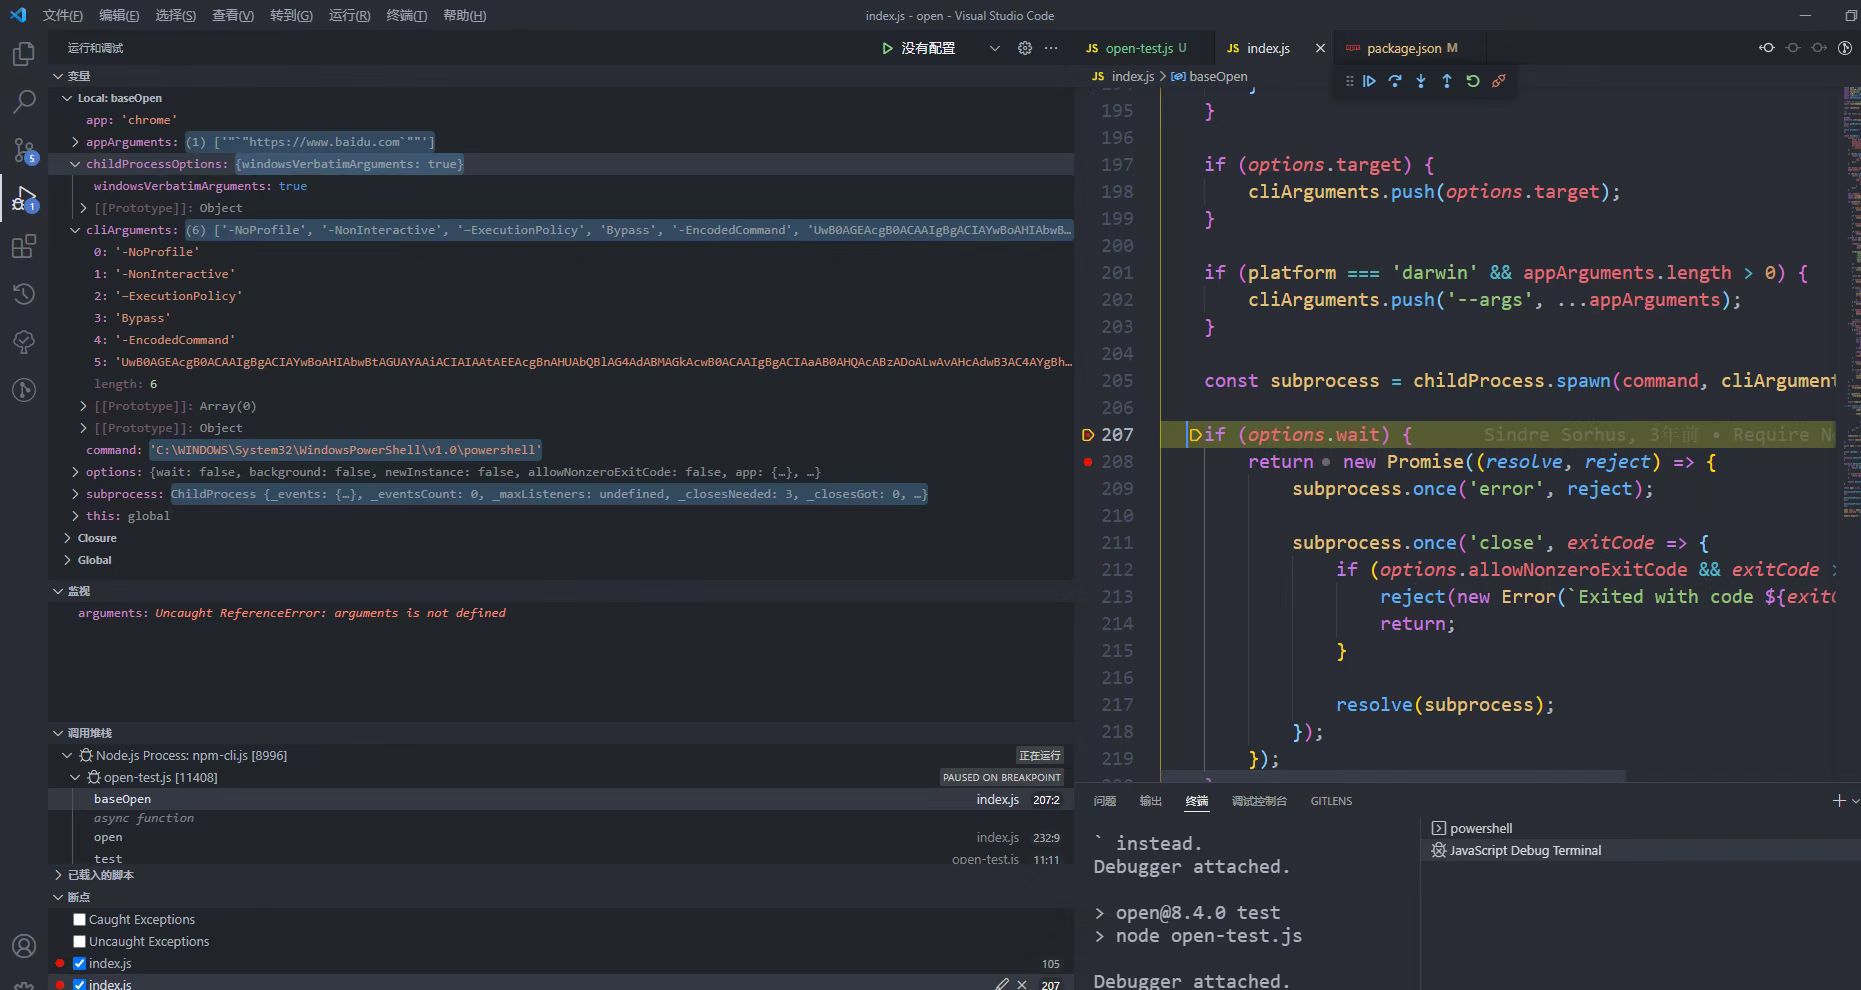 文件(F) 编辑(E) 选择(S) 查看(V) 转到(G) 运行(R) 终端(T) 帮助(H)
index.js - open - Visual Studio Code
运行和调试
没有配置
变量
Local: baseOpen
app: 'chrome'
appArguments: (1) ['"`"https://www.baidu.com`""']
childProcessOptions: {windowsVerbatimArguments: true}
windowsVerbatimArguments: true
[[Prototype]]: Object
cliArguments: (6) ['-NoProfile', '-NonInteractive', '–ExecutionPolicy', 'Bypass', '-EncodedCommand', 'UwB0AGEAcgB0ACAAIgBgACIAYwBoAHIAbwB…
0: '-NoProfile'
1: '-NonInteractive'
2: '–ExecutionPolicy'
3: 'Bypass'
4: '-EncodedCommand'
5: 'UwB0AGEAcgB0ACAAIgBgACIAYwBoAHIAbwBtAGUAYAAiACIAIAAtAEEAcgBnAHUAbQBlAG4AdABMAGkAcwB0ACAAIgBgACIAaAB0AHQAcABzADoALwAvAHcAdwB3AC4AYgBh…
length: 6
[[Prototype]]: Array(0)
[[Prototype]]: Object
command: 'C:\WINDOWS\System32\WindowsPowerShell\v1.0\powershell'
options: {wait: false, background: false, newInstance: false, allowNonzeroExitCode: false, app: {…}, …}
subprocess: ChildProcess {_events: {…}, _eventsCount: 0, _maxListeners: undefined, _closesNeeded: 3, _closesGot: 0, …}
this: global
Closure
Global
监视
arguments: Uncaught ReferenceError: arguments is not defined
调用堆栈
Node.js Process: npm-cli.js [8996] 正在运行
open-test.js [11408] PAUSED ON BREAKPOINT
baseOpen index.js 207:2
async function
open index.js 232:9
test open-test.js 11:11
已载入的脚本
断点
Caught Exceptions
Uncaught Exceptions
index.js 105
index.js 207
5
1
JS open-test.js U
JS index.js
package.json M
JS index.js > baseOpen
195 }
196
197 if (options.target) {
198 cliArguments.push(options.target);
199 }
200
201 if (platform === 'darwin' && appArguments.length > 0) {
202 cliArguments.push('--args', ...appArguments);
203 }
204
205 const subprocess = childProcess.spawn(command, cliArgument
206
207 if (options.wait) { Sindre Sorhus, 3年前 • Require N
208 return new Promise((resolve, reject) => {
209 subprocess.once('error', reject);
210
211 subprocess.once('close', exitCode => {
212 if (options.allowNonzeroExitCode && exitCode >
213 reject(new Error(`Exited with code ${exitC
214 return;
215 }
216
217 resolve(subprocess);
218 });
219 });
问题 输出 终端 调试控制台 GITLENS
` instead.
Debugger attached.
> open@8.4.0 test
> node open-test.js
Debugger attached.
powershell
JavaScript Debug Terminal